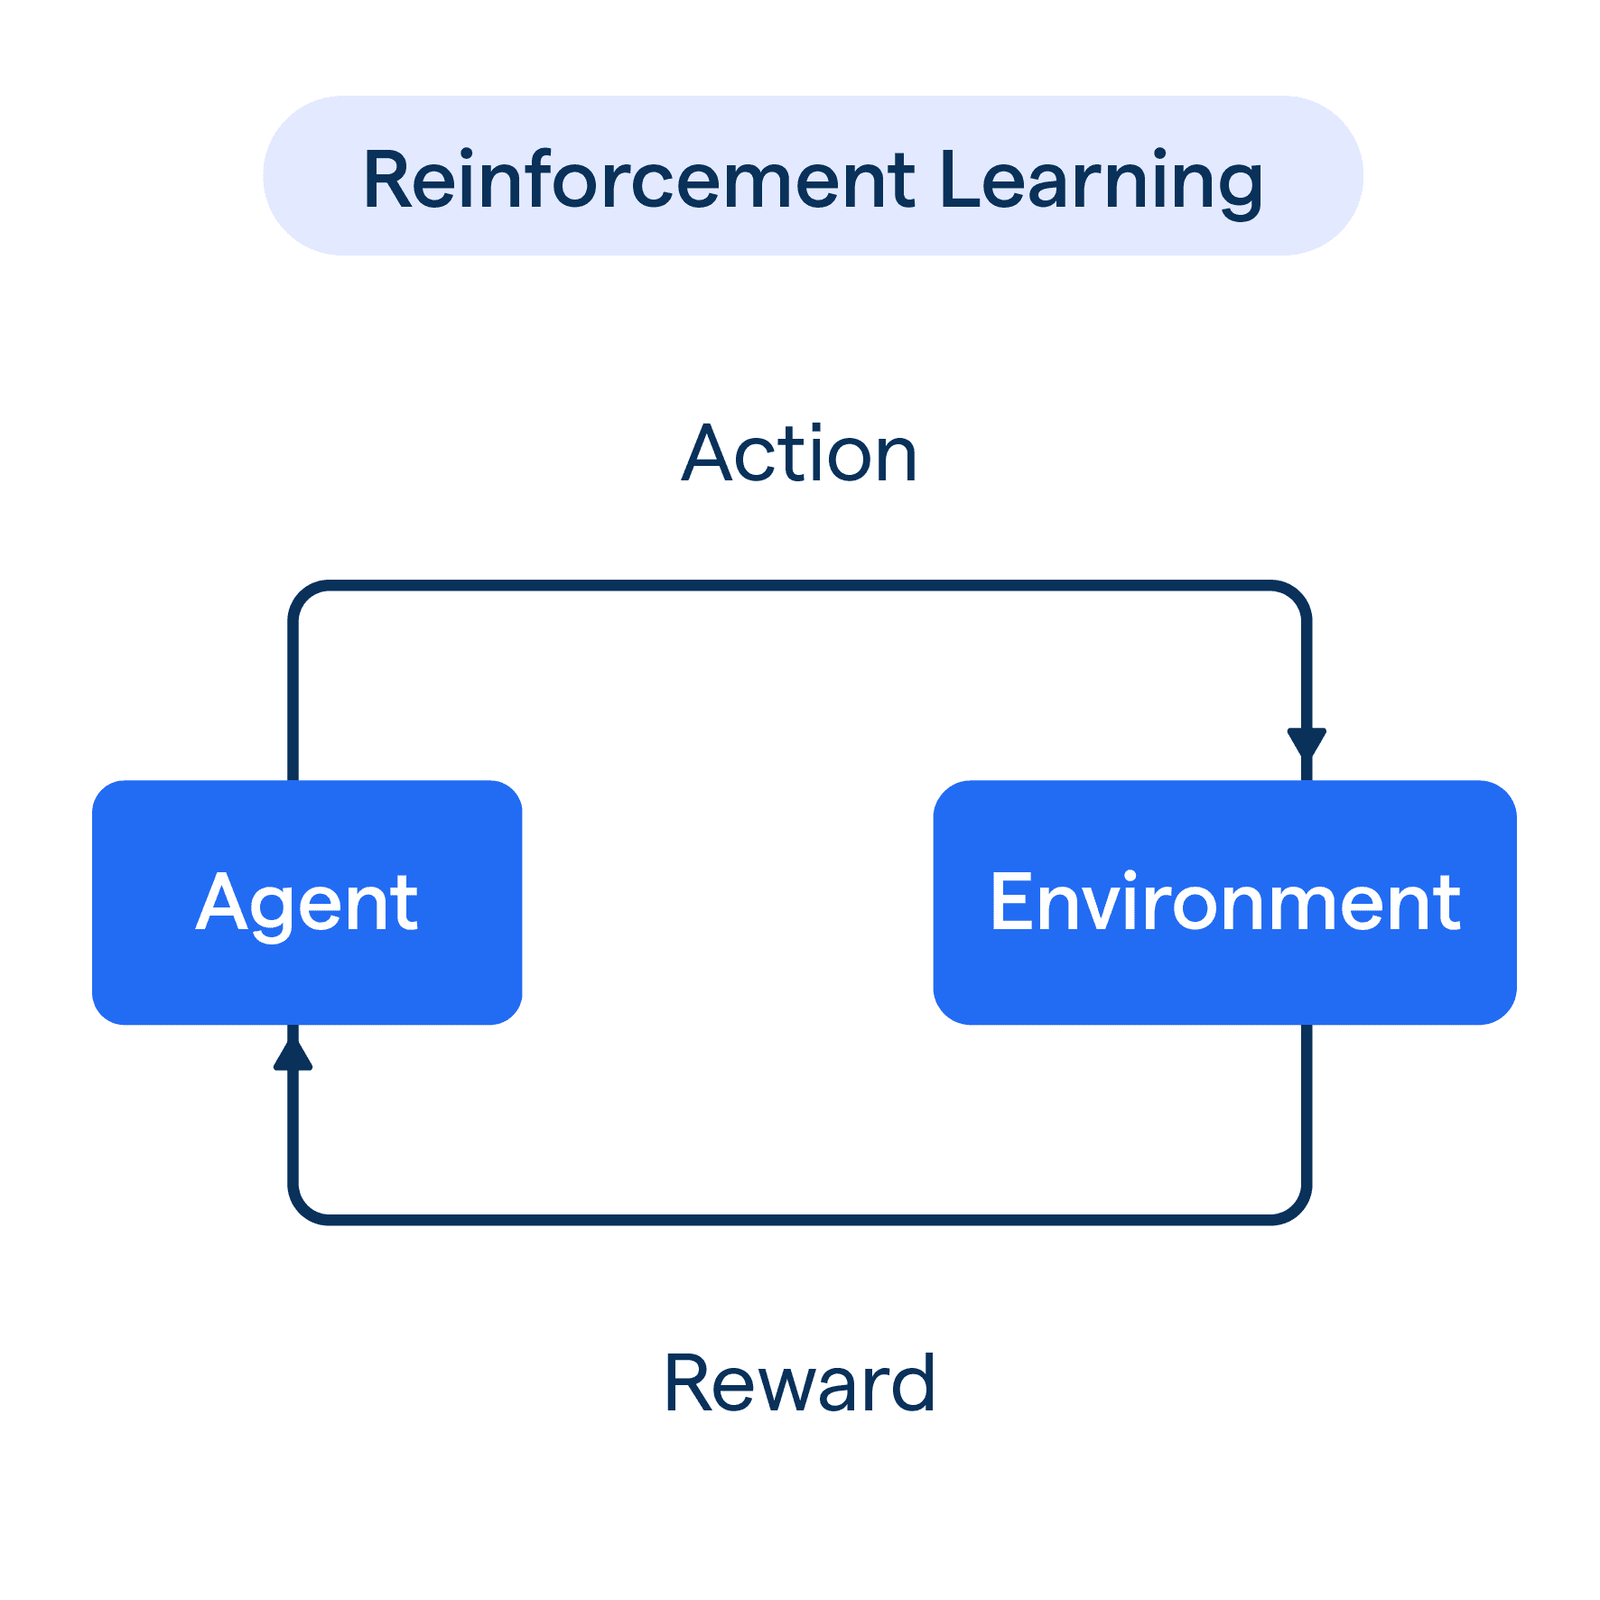 Reinforcement Learning
Action
Agent
Environment
Reward